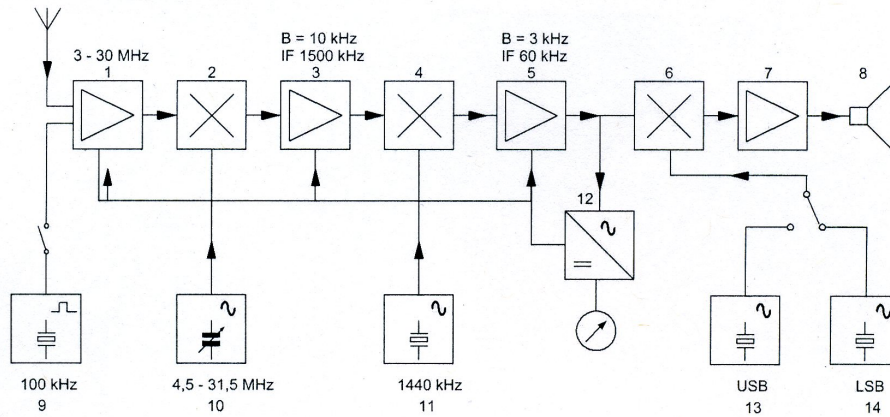 B = 10 kHz
B = 3 kHz
3 - 30 MHz
IF 1500 kHz
IF 60 kHz
1
2
3
4
5
6
7
8
12
100 kHz
4,5 - 31,5 MHz
1440 kHz
USB
LSB
9
10
11
13
14